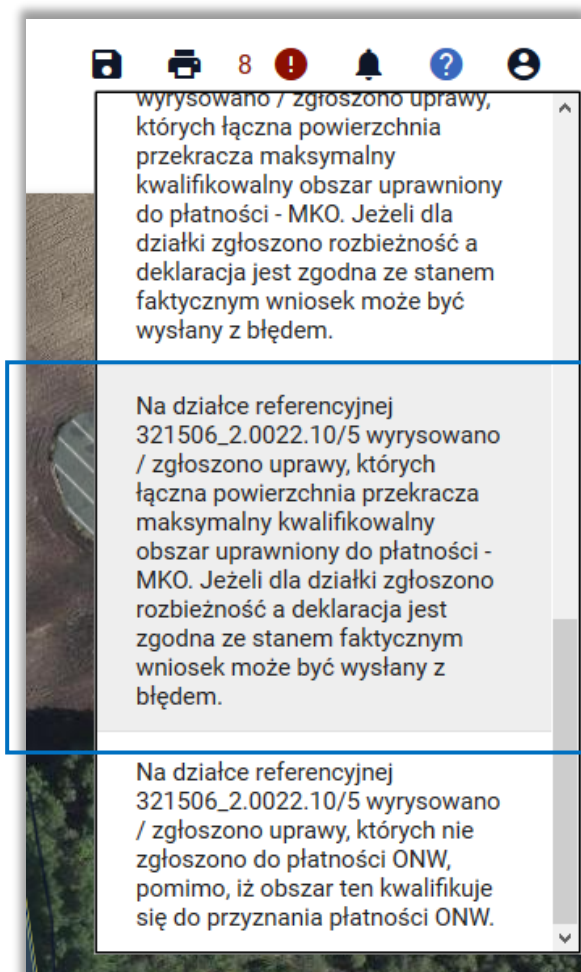 8
wyrysowano / zgłoszono uprawy,
których łączna powierzchnia
przekracza maksymalny
kwalifikowalny obszar uprawniony
do płatności - MKO. Jeżeli dla
działki zgłoszono rozbieżność a
deklaracja jest zgodna ze stanem
faktycznym wniosek może być
wysłany z błędem.
Na działce referencyjnej
321506_2.0022.10/5 wyrysowano
/ zgłoszono uprawy, których
łączna powierzchnia przekracza
maksymalny kwalifikowalny
obszar uprawniony do płatności -
MKO. Jeżeli dla działki zgłoszono
rozbieżność a deklaracja jest
zgodna ze stanem faktycznym
wniosek może być wysłany z
błędem.
Na działce referencyjnej
321506_2.0022.10/5 wyrysowano
/ zgłoszono uprawy, których nie
zgłoszono do płatności ONW,
pomimo, iż obszar ten kwalifikuje
się do przyznania płatności ONW.